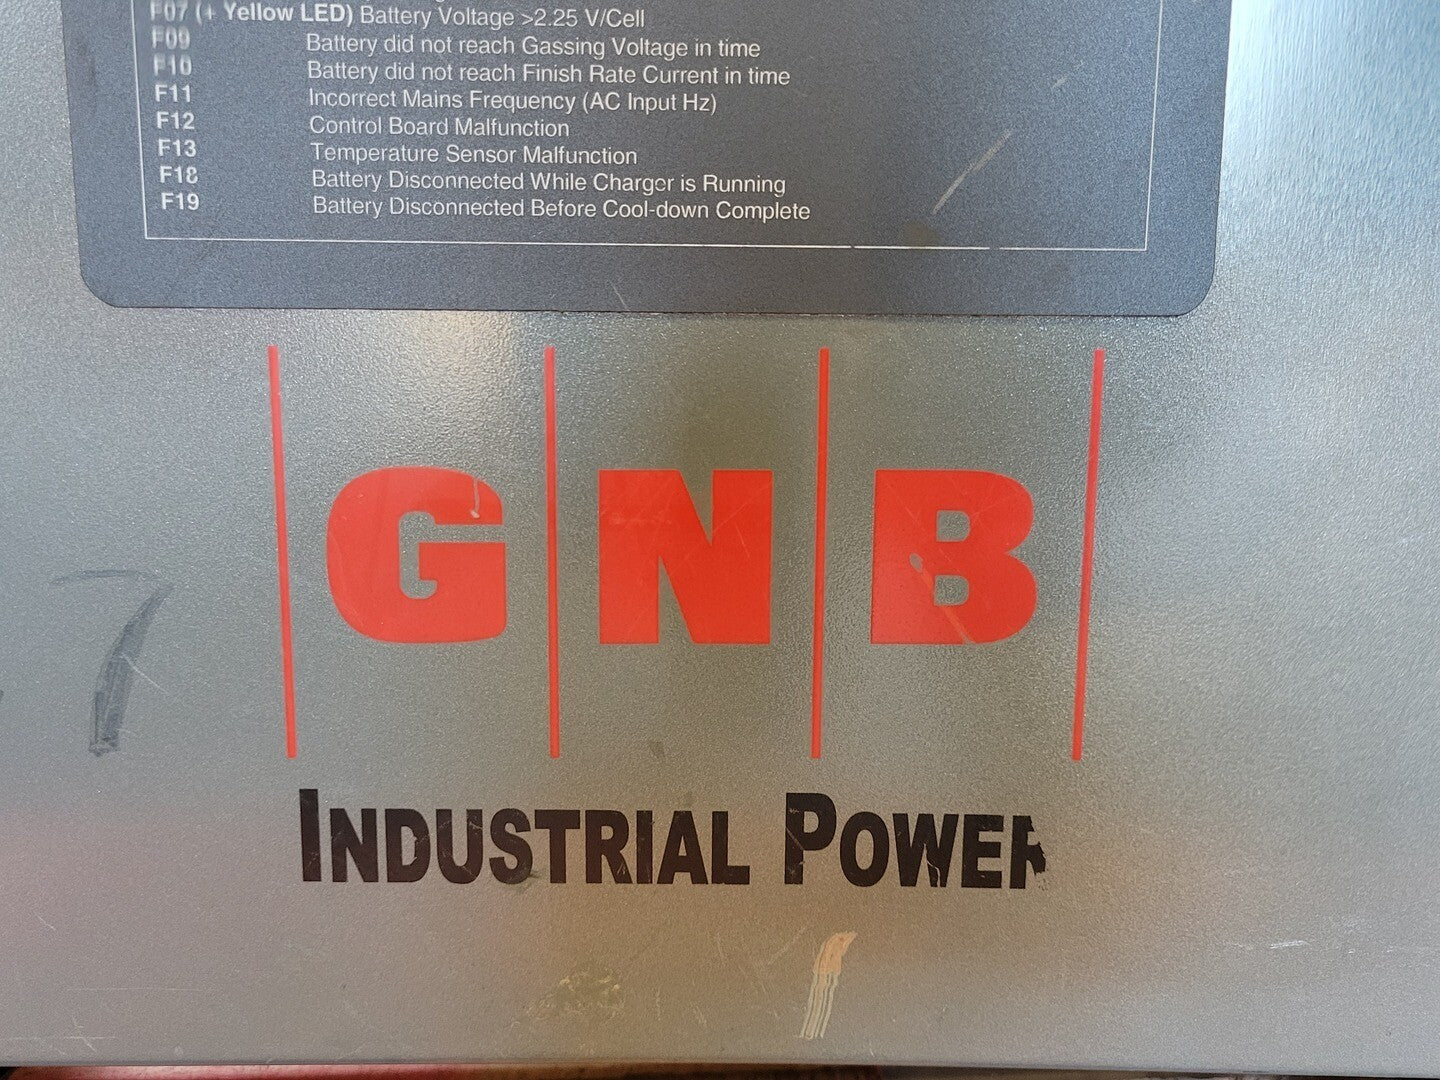 F07 (+ Yellow LED) Battery Voltage >2.25 V/Cell
F09 Battery did not reach Gassing Voltage in time
F10 Battery did not reach Finish Rate Current in time
F11 Incorrect Mains Frequency (AC Input Hz)
F12 Control Board Malfunction
F13 Temperature Sensor Malfunction
F18 Battery Disconnected While Charger is Running
F19 Battery Disconnected Before Cool-down Complete
GNB
7
INDUSTRIAL POWER